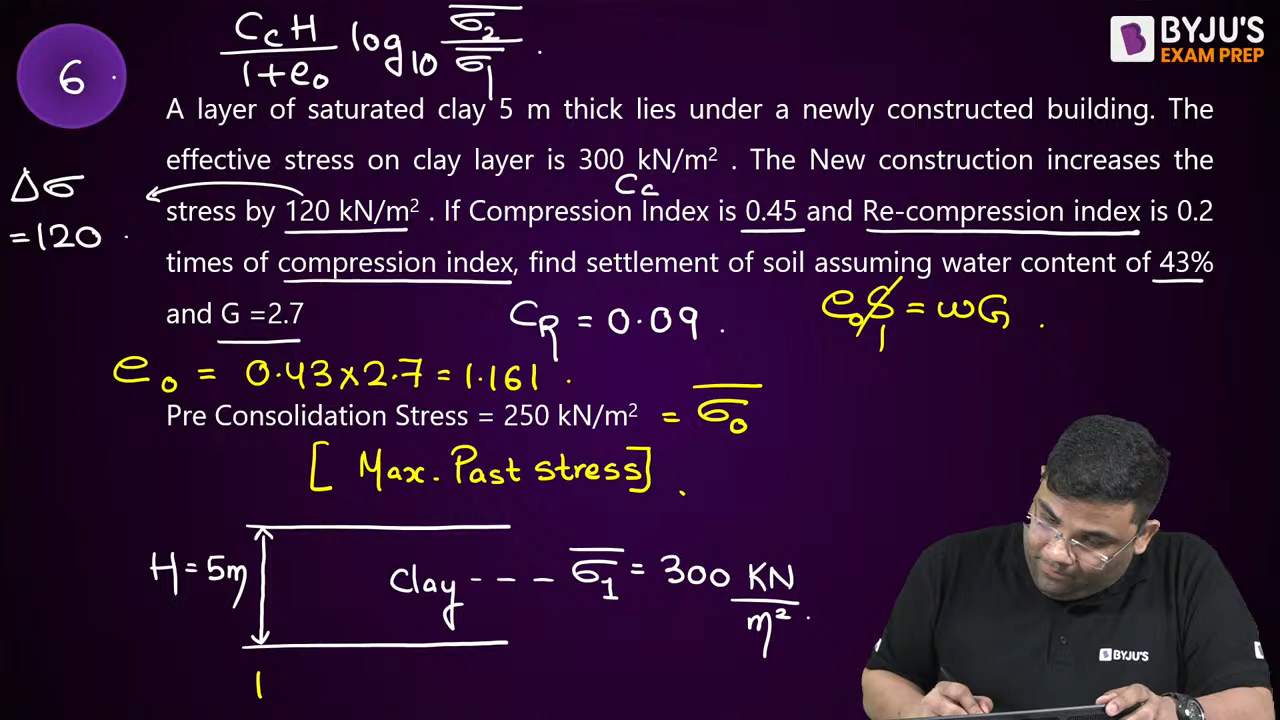 C_c H / 1+e₀ log₁₀ σ̅₂ / σ̅₁
BYJU'S
EXAM PREP
6
A layer of saturated clay 5 m thick lies under a newly constructed building. The
effective stress on clay layer is 300 kN/m² . The New construction increases the
Cc
Δσ
= 120
stress by 120 kN/m² . If Compression Index is 0.45 and Re-compression index is 0.2
times of compression index, find settlement of soil assuming water content of 43%
and G =2.7
C_R = 0.09
e₀S = wG
1
e₀ = 0.43×2.7 = 1.161
Pre Consolidation Stress = 250 kN/m² = σ̅₀
[ Max. Past stress]
H = 5m
Clay --- σ̅₁ = 300 KN/m²
BYJU'S